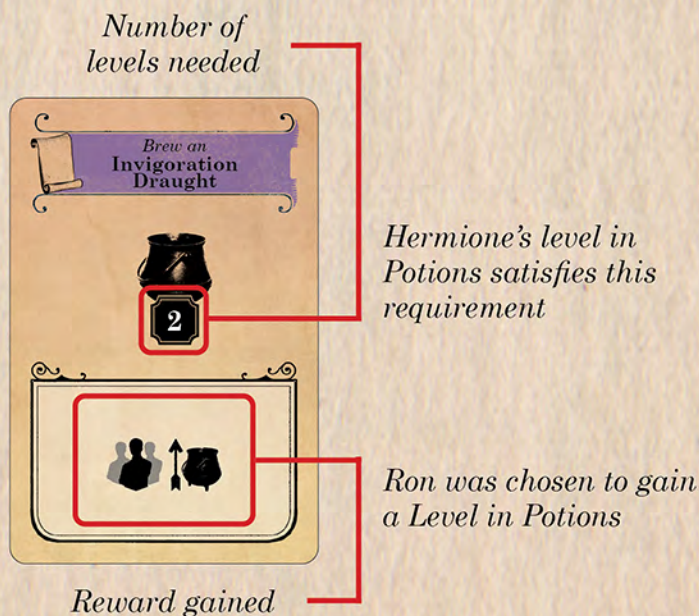 Number of
levels needed
Brew an
Invigoration
Draught
2
Hermione's level in
Potions satisfies this
requirement
Ron was chosen to gain
a Level in Potions
Reward gained